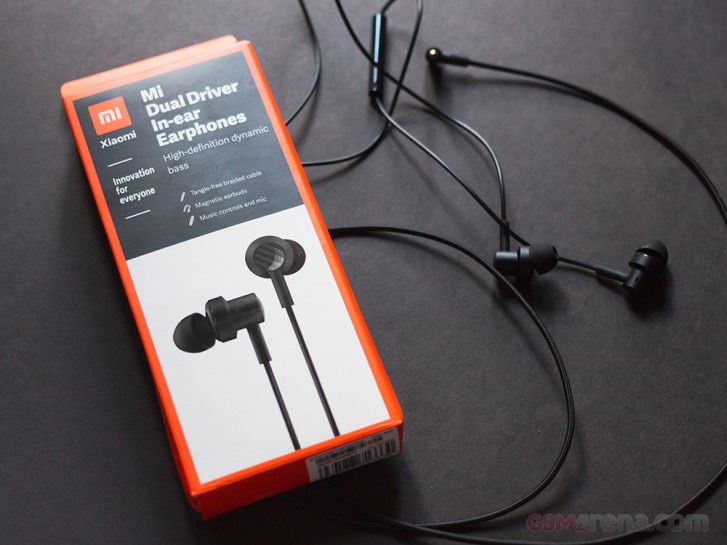 mi
Xiaomi
Innovation
for
everyone
Mi
Dual Driver
In-ear
Earphones
High-definition dynamic
bass
Tangle-free braided cable
Magnetic earbuds
Music controls and mic
GSMarena.com